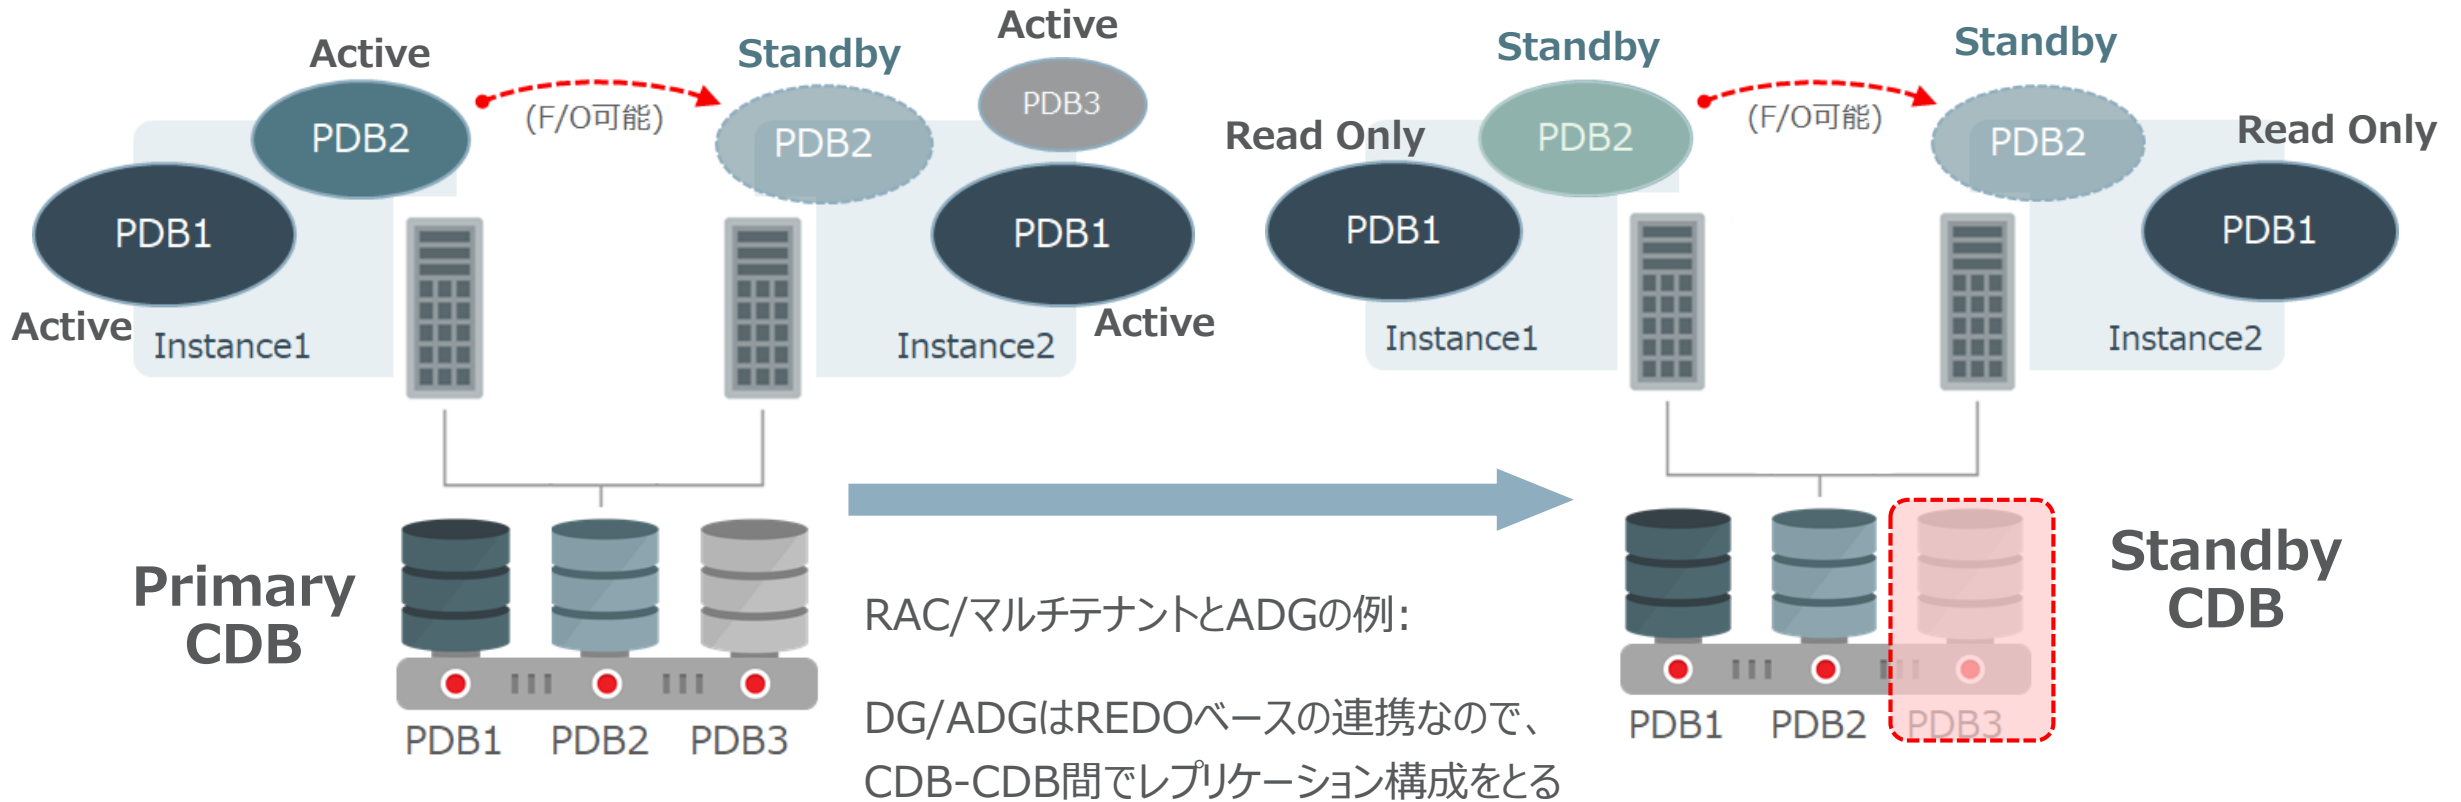 Active
Standby
Active
PDB3
(F/O可能)
PDB2
PDB2
PDB1
PDB1
Active
Active
Instance1
Instance2
Primary
CDB
PDB1
PDB2
PDB3
Standby
Standby
(F/O可能)
Read Only
Read Only
PDB2
PDB2
PDB1
PDB1
Instance1
Instance2
Standby
CDB
PDB1
PDB2
PDB3
RAC/マルチテナントとADGの例:
DG/ADGはREDOベースの連携なので、
CDB-CDB間でレプリケーション構成をとる